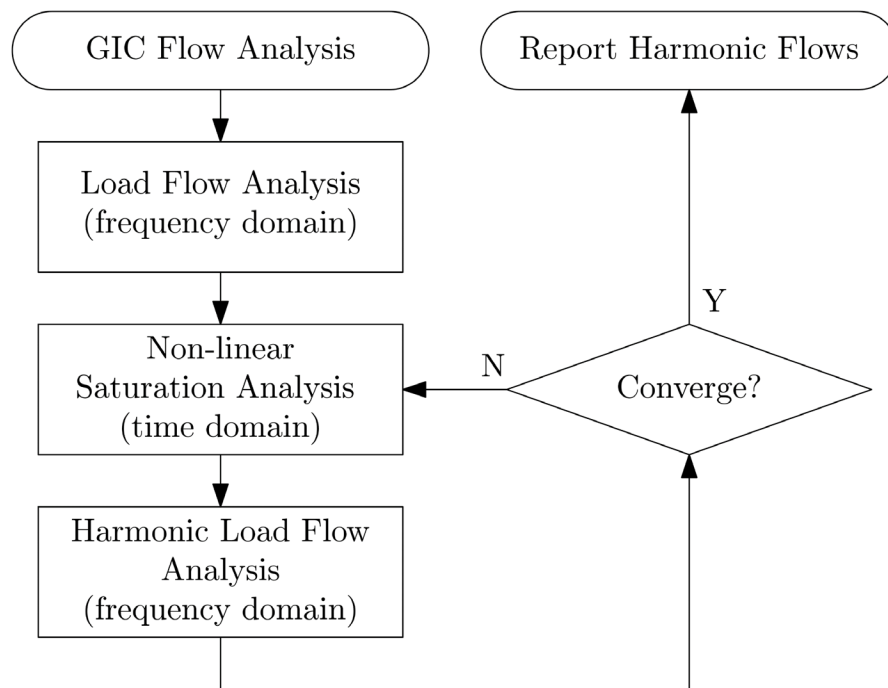 GIC Flow Analysis
Load Flow Analysis
(frequency domain)
Non-linear
Saturation Analysis
(time domain)
Harmonic Load Flow
Analysis
(frequency domain)
Converge?
N
Y
Report Harmonic Flows